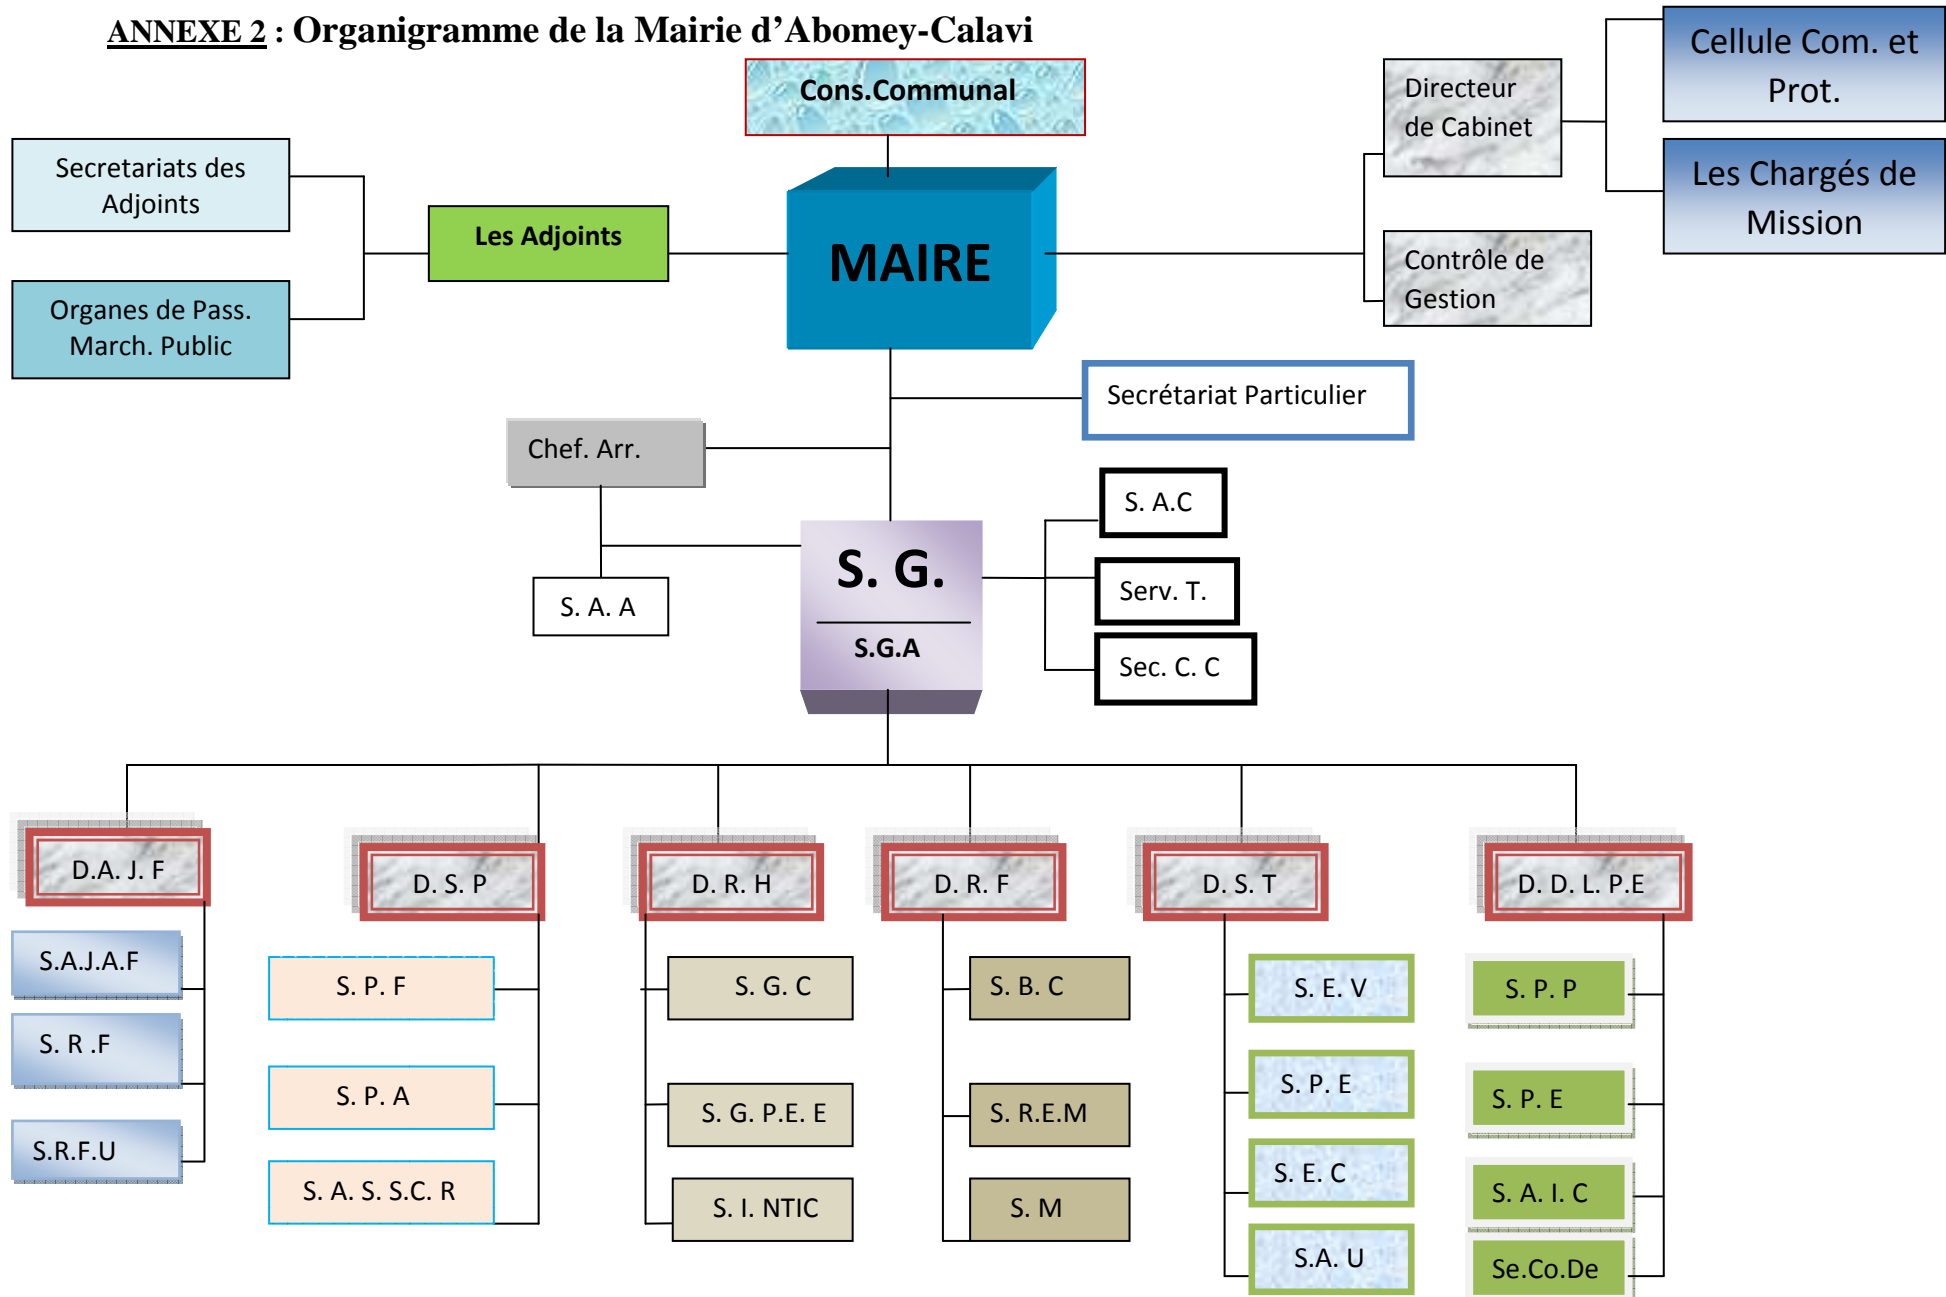 ANNEXE 2 : Organigramme de la Mairie d’Abomey-Calavi
Cons.Communal
Directeur
de Cabinet
Cellule Com. et
Prot.
Les Chargés de
Mission
Secretariats des
Adjoints
Les Adjoints
MAIRE
Contrôle de
Gestion
Organes de Pass.
March. Public
Secrétariat Particulier
Chef. Arr.
S. A.C
S. G.
S.G.A
Serv. T.
S. A. A
Sec. C. C
D.A. J. F
D. S. P
D. R. H
D. R. F
D. S. T
D. D. L. P.E
S.A.J.A.F
S. R .F
S.R.F.U
S. P. F
S. P. A
S. A. S. S.C. R
S. G. C
S. G. P.E. E
S. I. NTIC
S. B. C
S. R.E.M
S. M
S. E. V
S. P. E
S. E. C
S.A. U
S. P. P
S. P. E
S. A. I. C
Se.Co.De